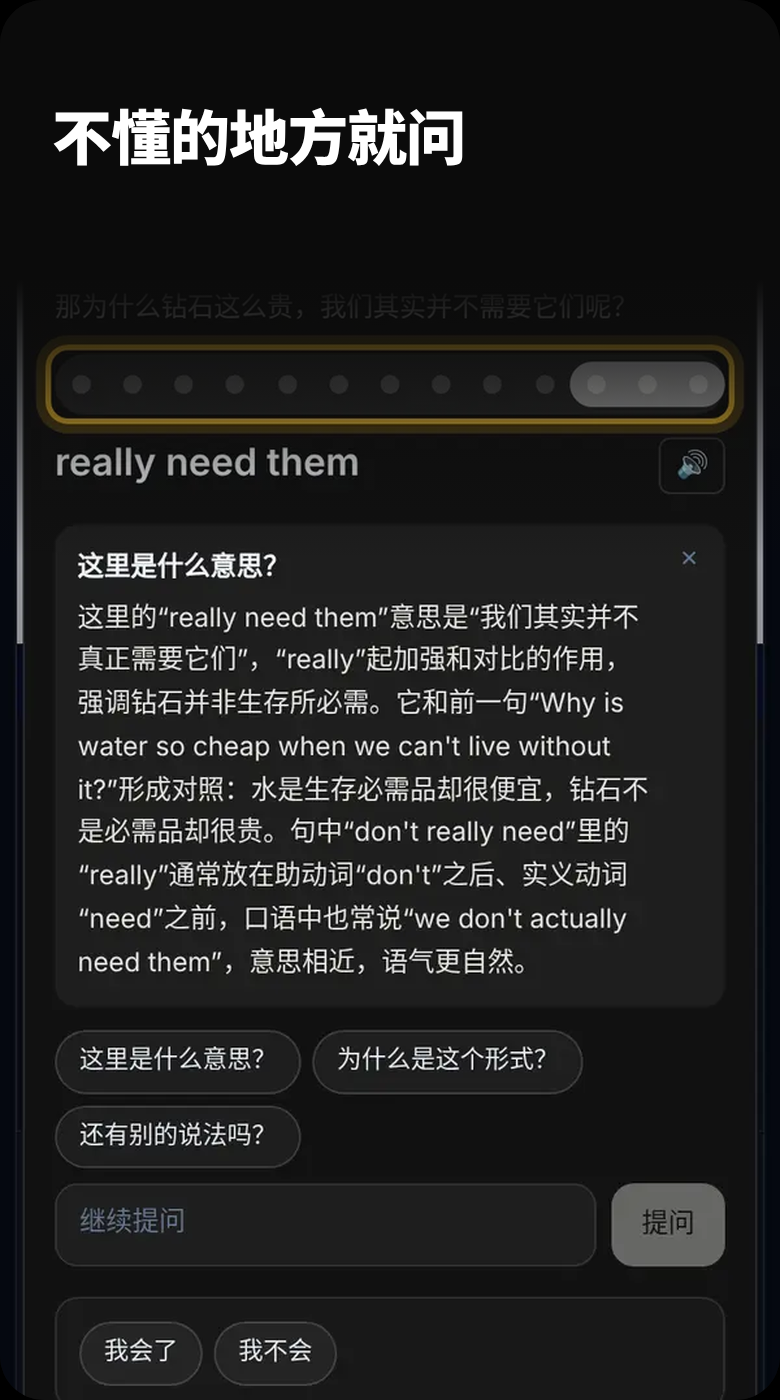 不懂的地方就问
那为什么钻石这么贵，我们其实并不需要它们呢？
really need them
这里是什么意思？
×
这里的“really need them”意思是“我们其实并不
真正需要它们”，“really”起加强和对比的作用，
强调钻石并非生存所必需。它和前一句“Why is
water so cheap when we can't live without
it?”形成对照：水是生存必需品却很便宜，钻石不
是必需品却很贵。句中“don't really need”里的
“really”通常放在助动词“don't”之后、实义动词
“need”之前，口语中也常说“we don't actually
need them”，意思相近，语气更自然。
这里是什么意思？
为什么是这个形式？
还有别的说法吗？
继续提问
提问
我会了
我不会